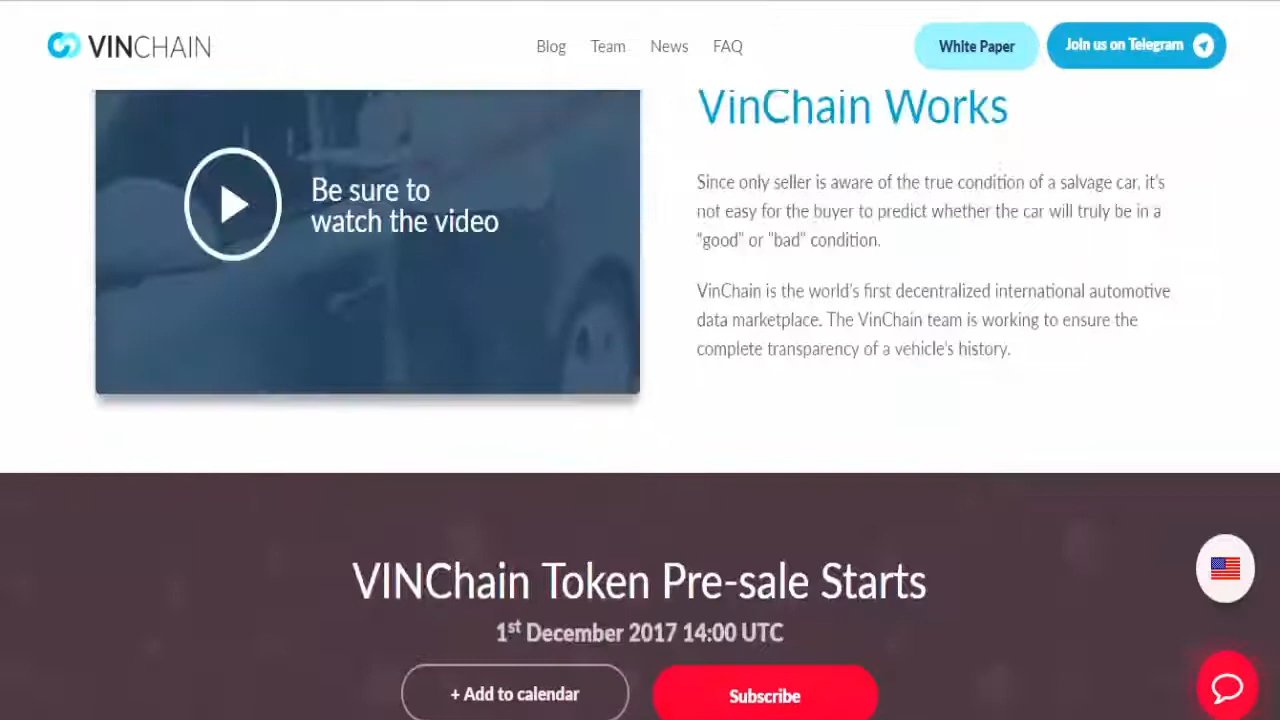 VINCHAIN
Blog
Team
News
FAQ
White Paper
Join us on Telegram
Be sure to
watch the video
VinChain Works
Since only seller is aware of the true condition of a salvage car, it's
not easy for the buyer to predict whether the car will truly be in a
"good" or "bad" condition.
VinChain is the world's first decentralized international automotive
data marketplace. The VinChain team is working to ensure the
complete transparency of a vehicle's history.
VINChain Token Pre-sale Starts
1st December 2017 14:00 UTC
+ Add to calendar
Subscribe